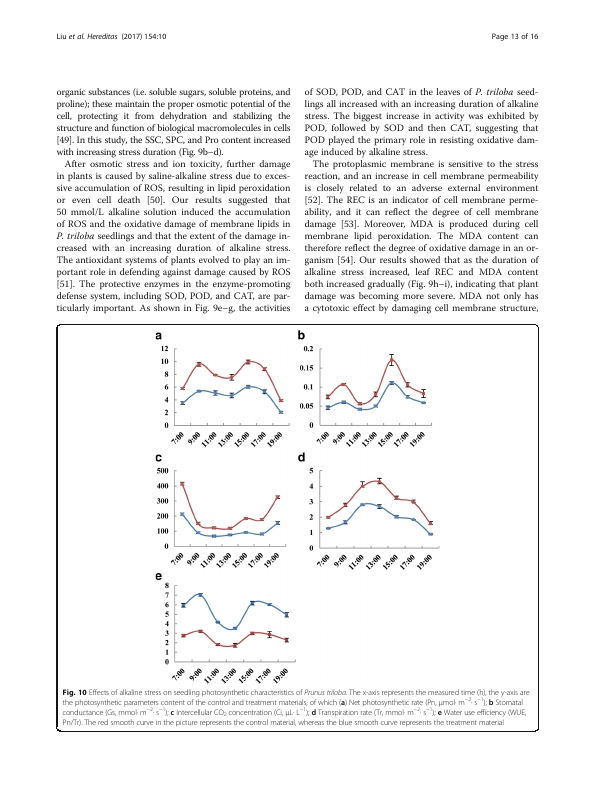 Liu et al. Hereditas (2017) 154:10
Page 13 of 16
organic substances (i.e. soluble sugars, soluble proteins, and
proline); these maintain the proper osmotic potential of the
cell, protecting it from dehydration and stabilizing the
structure and function of biological macromolecules in cells
[49]. In this study, the SSC, SPC, and Pro content increased
with increasing stress duration (Fig. 9b–d).
After osmotic stress and ion toxicity, further damage
in plants is caused by saline-alkaline stress due to exces-
sive accumulation of ROS, resulting in lipid peroxidation
or even cell death [50]. Our results suggested that
50 mmol/L alkaline solution induced the accumulation
of ROS and the oxidative damage of membrane lipids in
P. triloba seedlings and that the extent of the damage in-
creased with an increasing duration of alkaline stress.
The antioxidant systems of plants evolved to play an im-
portant role in defending against damage caused by ROS
[51]. The protective enzymes in the enzyme-promoting
defense system, including SOD, POD, and CAT, are par-
ticularly important. As shown in Fig. 9e–g, the activities
of SOD, POD, and CAT in the leaves of P. triloba seed-
lings all increased with an increasing duration of alkaline
stress. The biggest increase in activity was exhibited by
POD, followed by SOD and then CAT, suggesting that
POD played the primary role in resisting oxidative dam-
age induced by alkaline stress.
The protoplasmic membrane is sensitive to the stress
reaction, and an increase in cell membrane permeability
is closely related to an adverse external environment
[52]. The REC is an indicator of cell membrane perme-
ability, and it can reflect the degree of cell membrane
damage [53]. Moreover, MDA is produced during cell
membrane lipid peroxidation. The MDA content can
therefore reflect the degree of oxidative damage in an or-
ganism [54]. Our results showed that as the duration of
alkaline stress increased, leaf REC and MDA content
both increased gradually (Fig. 9h–i), indicating that plant
damage was becoming more severe. MDA not only has
a cytotoxic effect by damaging cell membrane structure,
a
12
10
8
6
4
2
0
7:00 9:00 11:00 13:00 15:00 17:00 19:00
b
0.2
0.15
0.1
0.05
0
7:00 9:00 11:00 13:00 15:00 17:00 19:00
c
500
400
300
200
100
0
7:00 9:00 11:00 13:00 15:00 17:00 19:00
d
5
4
3
2
1
0
7:00 9:00 11:00 13:00 15:00 17:00 19:00
e
8
7
6
5
4
3
2
1
0
7:00 9:00 11:00 13:00 15:00 17:00 19:00
Fig. 10 Effects of alkaline stress on seedling photosynthetic characteristics of Prunus triloba. The x-axis represents the measured time (h), the y-axis are
the photosynthetic parameters content of the control and treatment materials, of which (a) Net photosynthetic rate (Pn, μmol· m⁻²· s⁻¹); b Stomatal
conductance (Gs, mmol· m⁻²· s⁻¹); c Intercellular CO₂ concentration (Ci, μL· L⁻¹); d Transpiration rate (Tr, mmol· m⁻²· s⁻¹); e Water use efficiency (WUE,
Pn/Tr). The red smooth curve in the picture represents the control material, whereas the blue smooth curve represents the treatment material